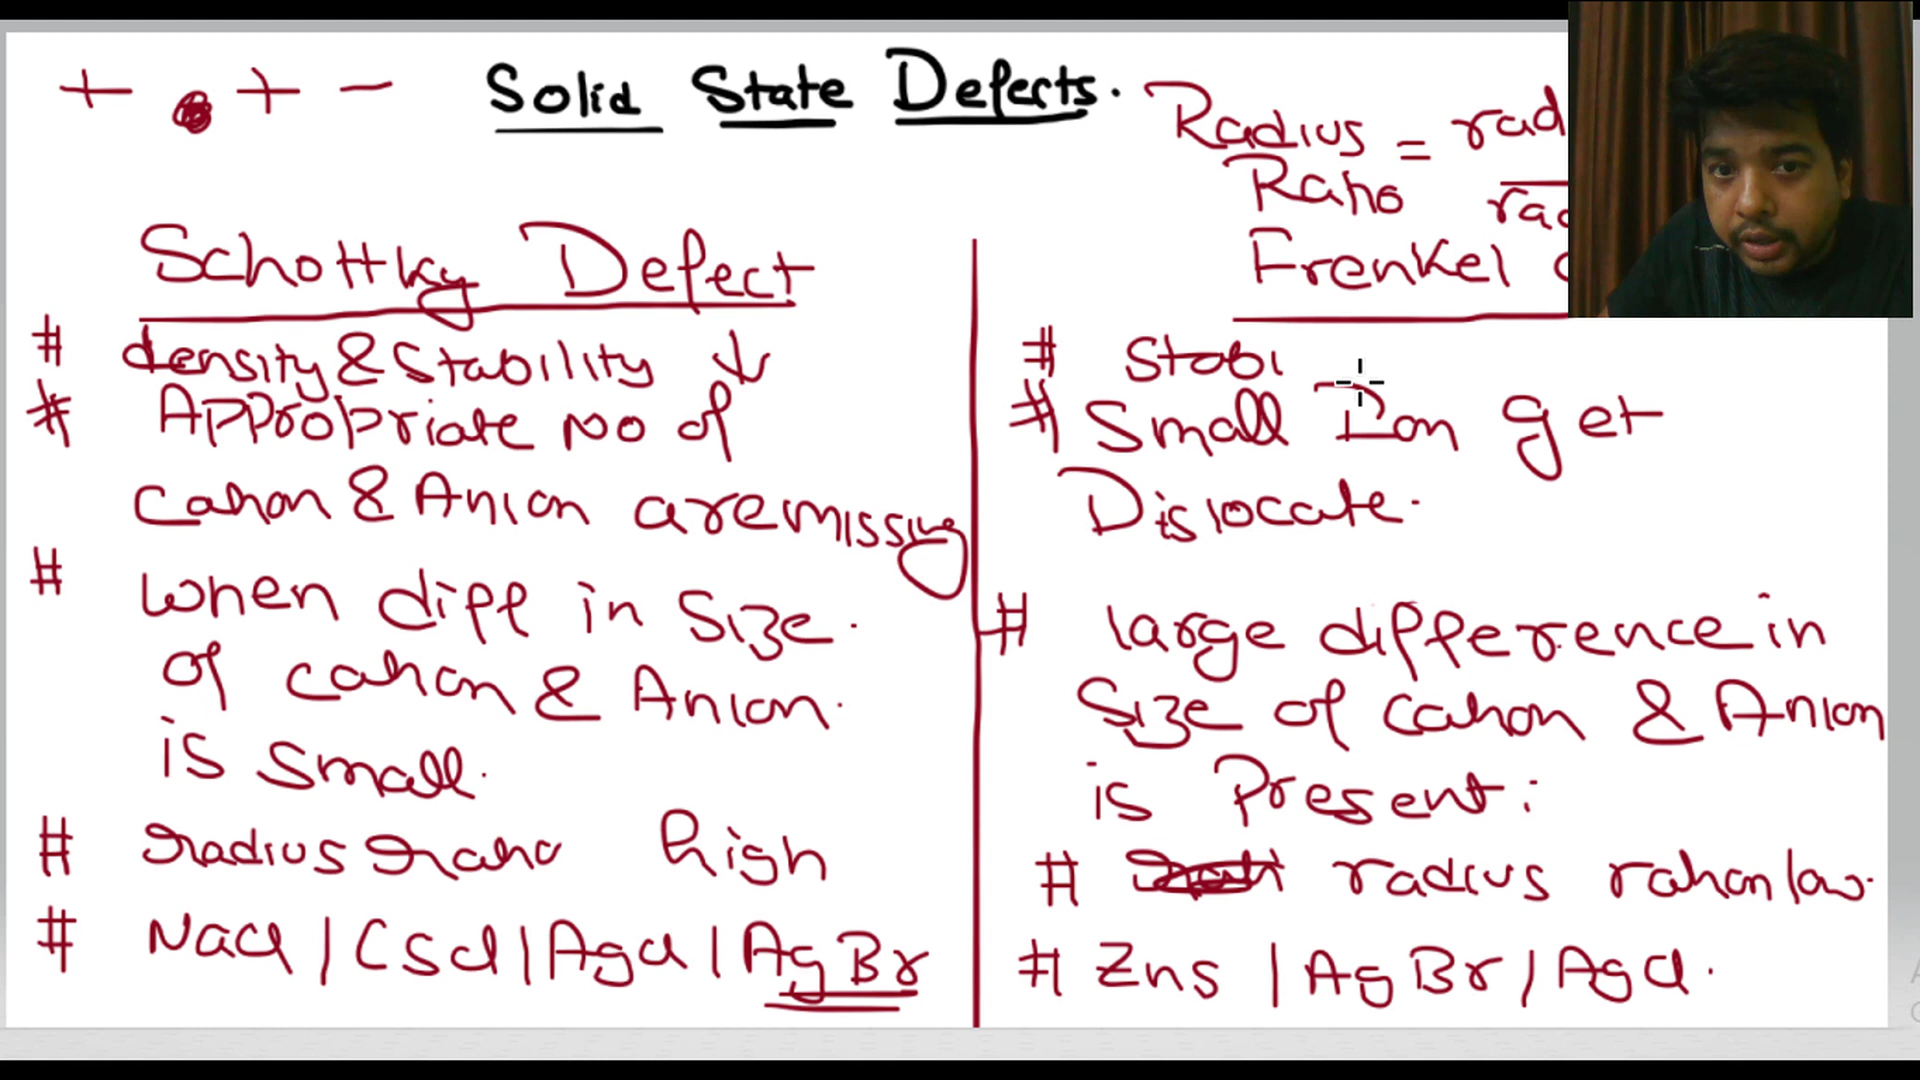 + + -
Solid State Defects.
Radius = rad
Ratio rad
Schottky Defect
# density & Stability ↓
# Appropriate No of
Cation & Anion are missing
# when diff in Size.
of cation & Anion.
is small.
# radius ratio high
# NaCl | CsCl | AgCl | AgBr
Frenkel
# Stabi
# Small Ion get
Dislocate.
# large difference in
Size of cation & Anion
is Present.
# radius ration low.
# Zns | AgBr | AgCl.